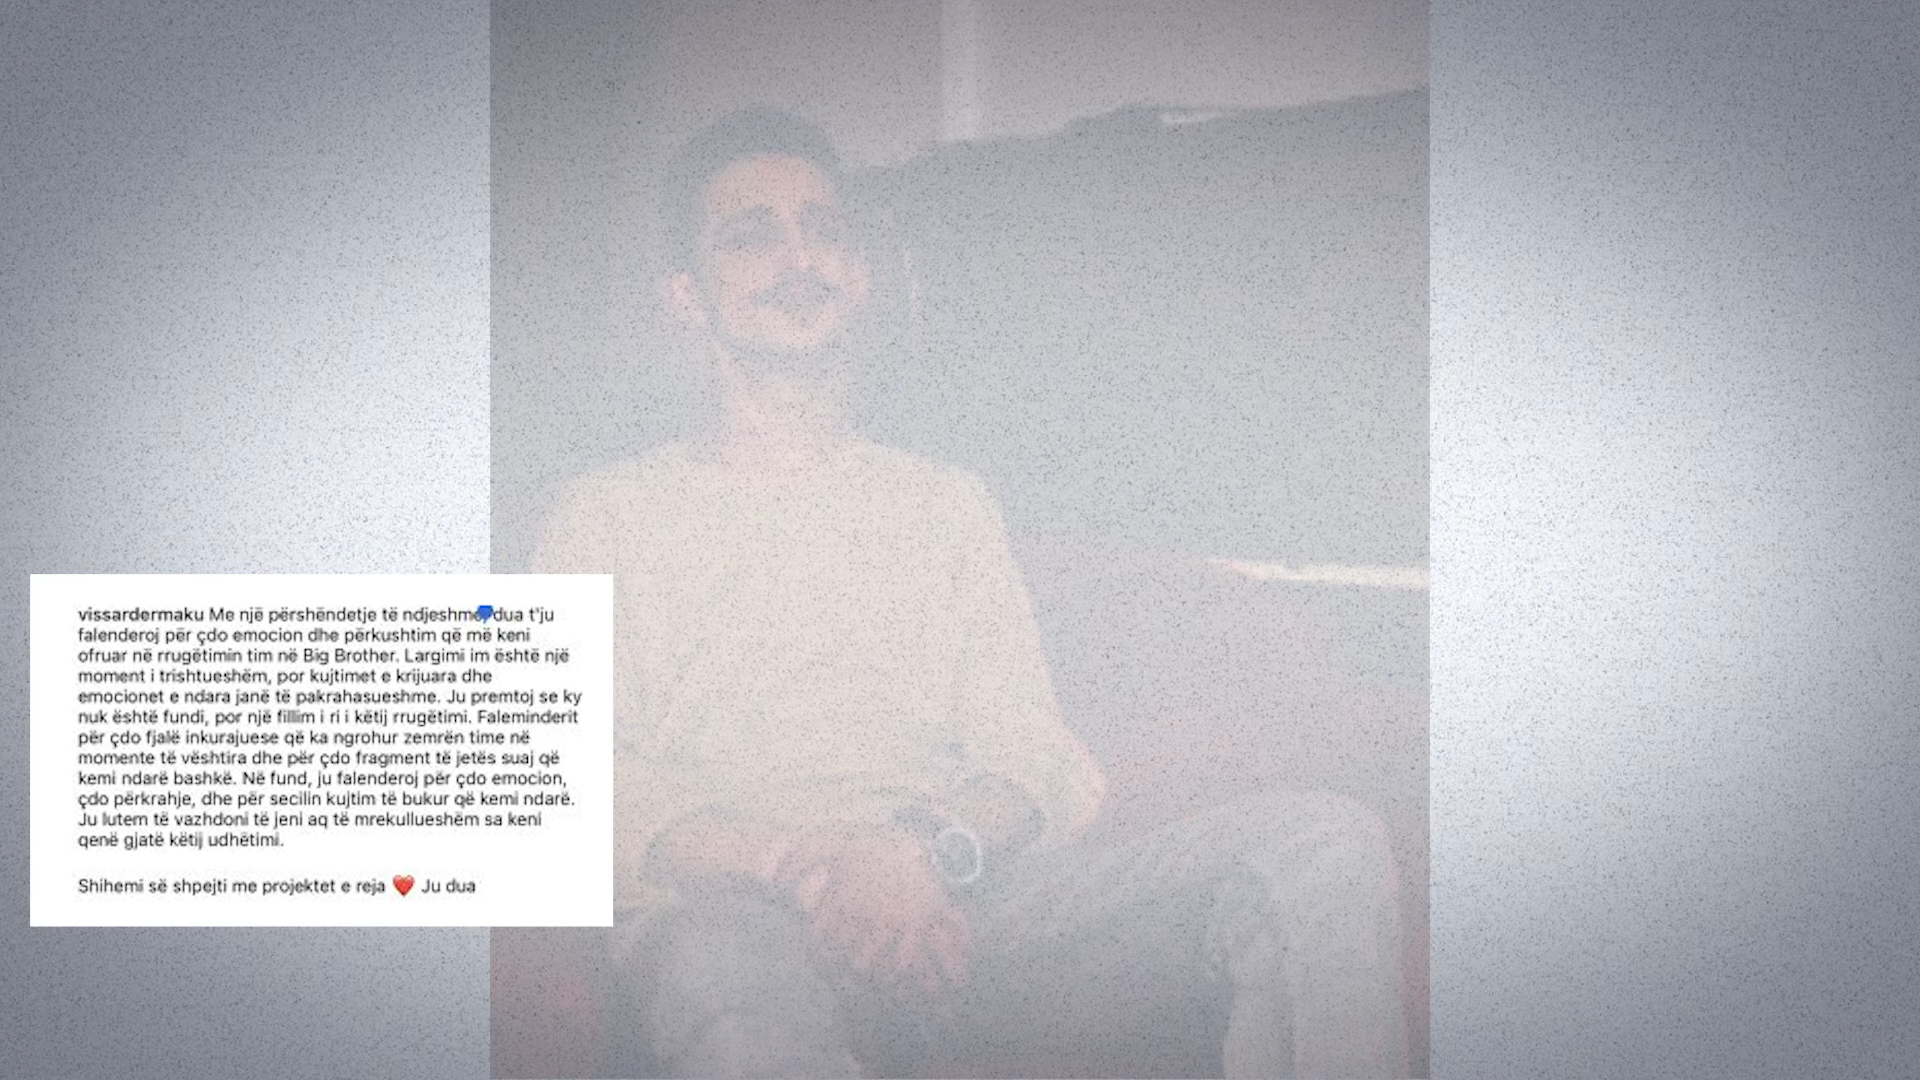 vissardermaku Me një përshëndetje të ndjeshme, dua t'ju
falenderoj për çdo emocion dhe përkushtim që më keni
ofruar në rrugëtimin tim në Big Brother. Largimi im është një
moment i trishtueshëm, por kujtimet e krijuara dhe
emocionet e ndara janë të pakrahasueshme. Ju premtoj se ky
nuk është fundi, por një fillim i ri i këtij rrugëtimi. Faleminderit
për çdo fjalë inkurajuese që ka ngrohur zemrën time në
momente të vështira dhe për çdo fragment të jetës suaj që
kemi ndarë bashkë. Në fund, ju falenderoj për çdo emocion,
çdo përkrahje, dhe për secilin kujtim të bukur që kemi ndarë.
Ju lutem të vazhdoni të jeni aq të mrekullueshëm sa keni
qenë gjatë këtij udhëtimi.
Shihemi së shpejti me projektet e reja ❤️ Ju dua